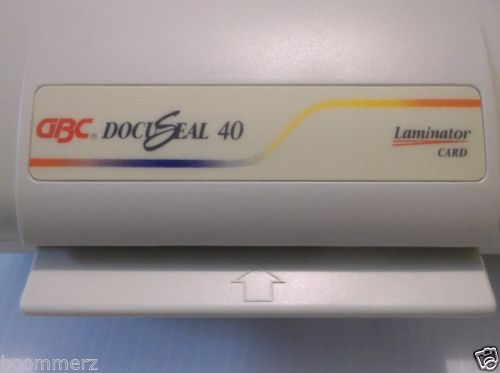 GBC® DOCUSEAL 40
Laminator
CARD
boommerz